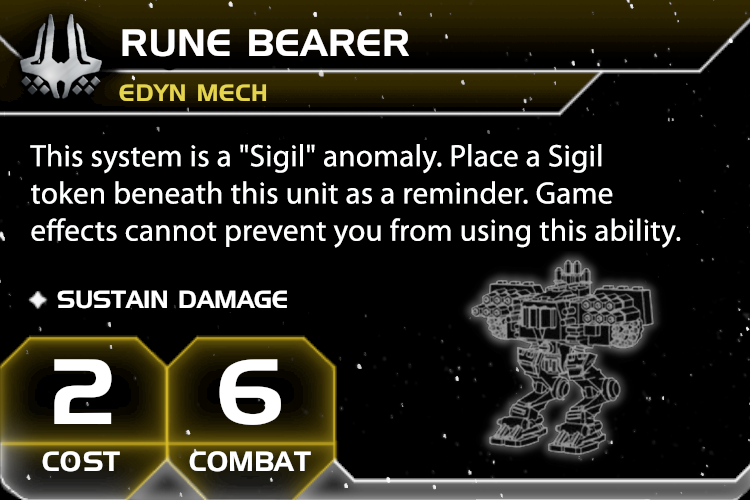 RUNE BEARER
EDYN MECH
This system is a "Sigil" anomaly. Place a Sigil
token beneath this unit as a reminder. Game
effects cannot prevent you from using this ability.
SUSTAIN DAMAGE
2 6
COST COMBAT